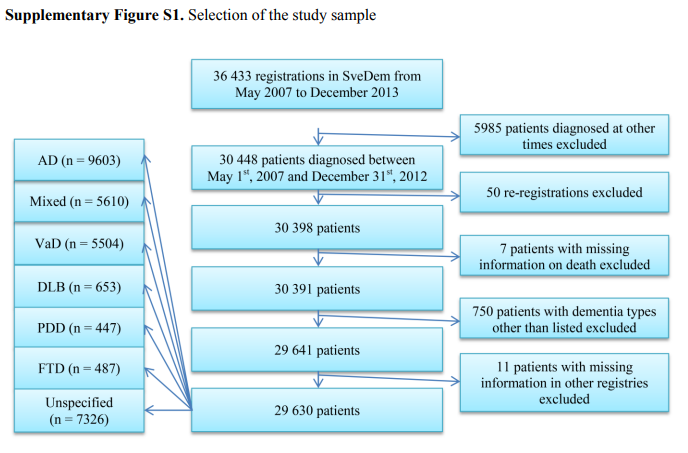 Supplementary Figure S1. Selection of the study sample
36 433 registrations in SveDem from
May 2007 to December 2013
5985 patients diagnosed at other
times excluded
30 448 patients diagnosed between
May 1st, 2007 and December 31st, 2012
50 re-registrations excluded
30 398 patients
7 patients with missing
information on death excluded
30 391 patients
750 patients with dementia types
other than listed excluded
29 641 patients
11 patients with missing
information in other registries
excluded
29 630 patients
AD (n = 9603)
Mixed (n = 5610)
VaD (n = 5504)
DLB (n = 653)
PDD (n = 447)
FTD (n = 487)
Unspecified
(n = 7326)